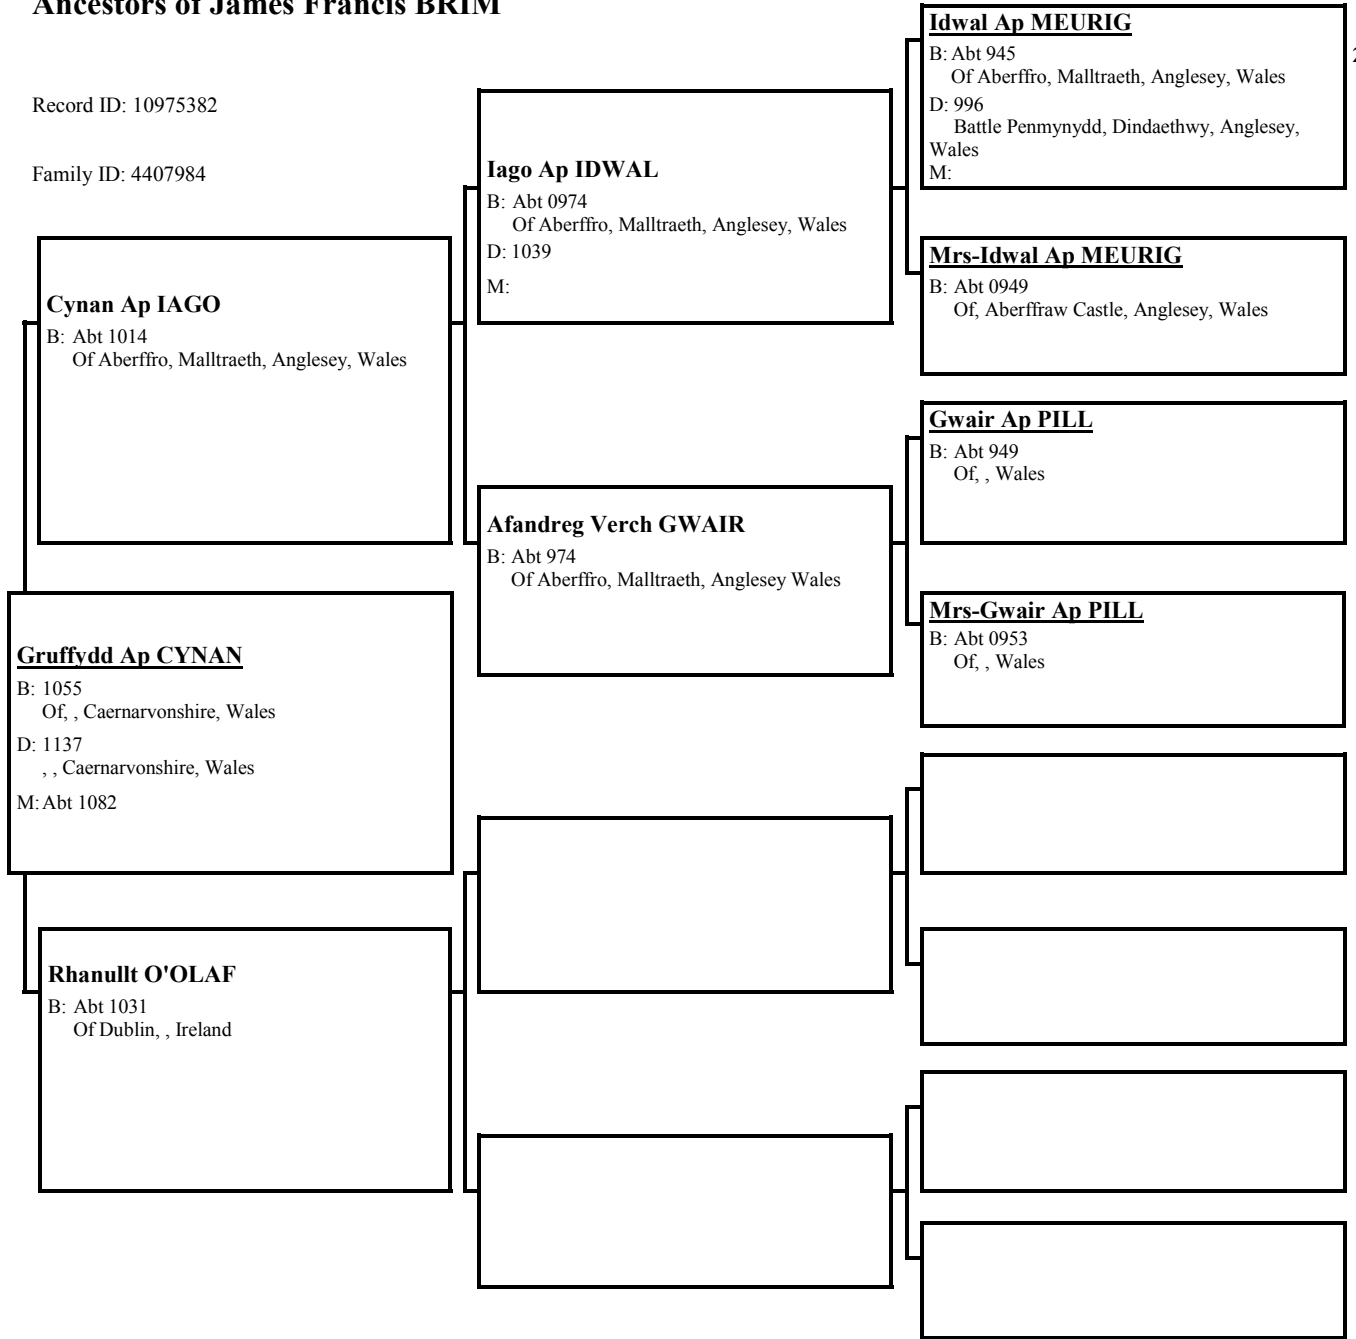 Ancestors of James Francis BRIM
Record ID: 10975382
Family ID: 4407984
Cynan Ap IAGO
B: Abt 1014
Of Aberffro, Malltraeth, Anglesey, Wales
Gruffydd Ap CYNAN
B: 1055
Of, , Caernarvonshire, Wales
D: 1137
, , Caernarvonshire, Wales
M: Abt 1082
Rhanullt O'OLAF
B: Abt 1031
Of Dublin, , Ireland
Iago Ap IDWAL
B: Abt 0974
Of Aberffro, Malltraeth, Anglesey, Wales
D: 1039
M:
Afandreg Verch GWAIR
B: Abt 974
Of Aberffro, Malltraeth, Anglesey Wales
Idwal Ap MEURIG
B: Abt 945
Of Aberffro, Malltraeth, Anglesey, Wales
D: 996
Battle Penmynydd, Dindaethwy, Anglesey,
Wales
M:
Mrs-Idwal Ap MEURIG
B: Abt 0949
Of, Aberffraw Castle, Anglesey, Wales
Gwair Ap PILL
B: Abt 949
Of, , Wales
Mrs-Gwair Ap PILL
B: Abt 0953
Of, , Wales